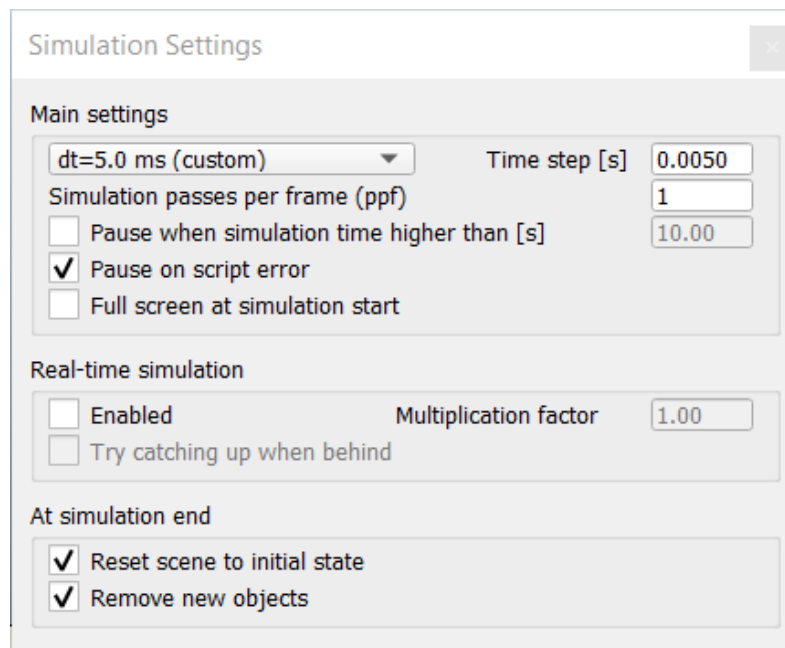 Simulation Settings
Main settings
dt=5.0 ms (custom) Time step [s] 0.0050
Simulation passes per frame (ppf) 1
Pause when simulation time higher than [s] 10.00
Pause on script error
Full screen at simulation start
Real-time simulation
Enabled Multiplication factor 1.00
Try catching up when behind
At simulation end
Reset scene to initial state
Remove new objects